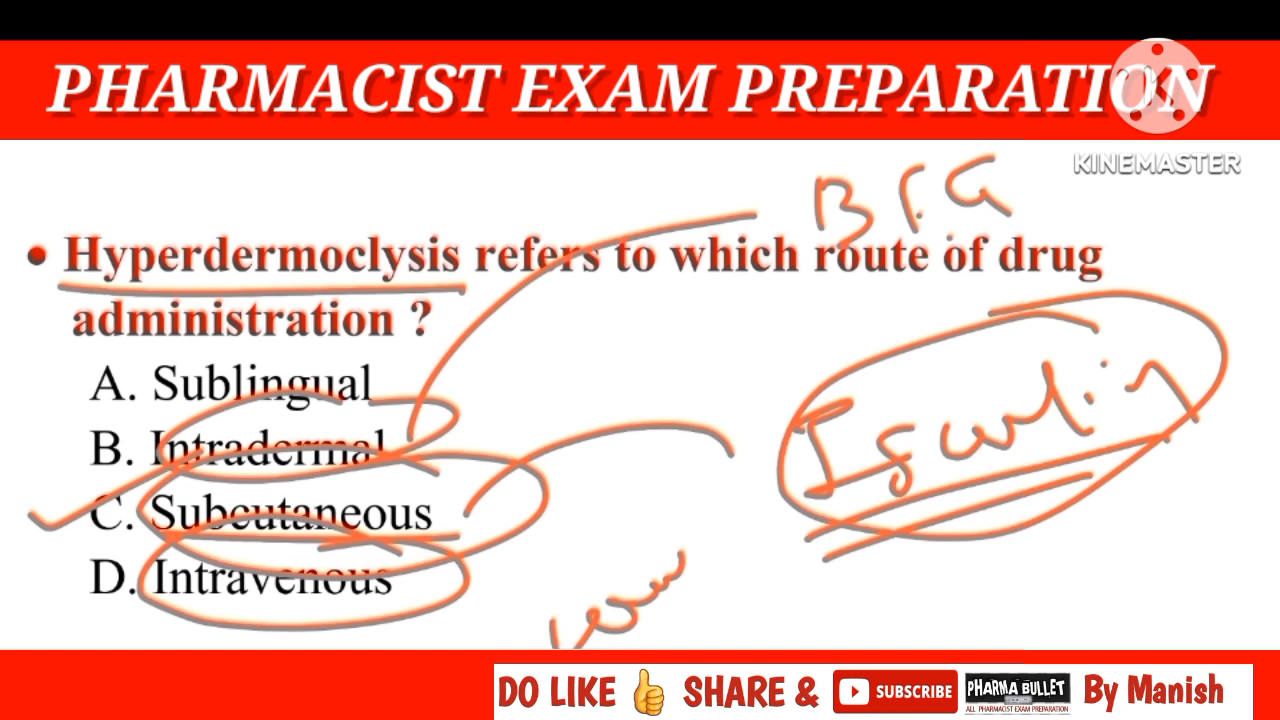 PHARMACIST EXAM PREPARATION
KINEMASTER
• Hyperdermoclysis refers to which route of drug
administration ?
A. Sublingual
B. Intradermal
C. Subcutaneous
D. Intravenous
DO LIKE SHARE & SUBSCRIBE PHARMA BULLET By Manish
ALL PHARMACIST EXAM PREPARATION